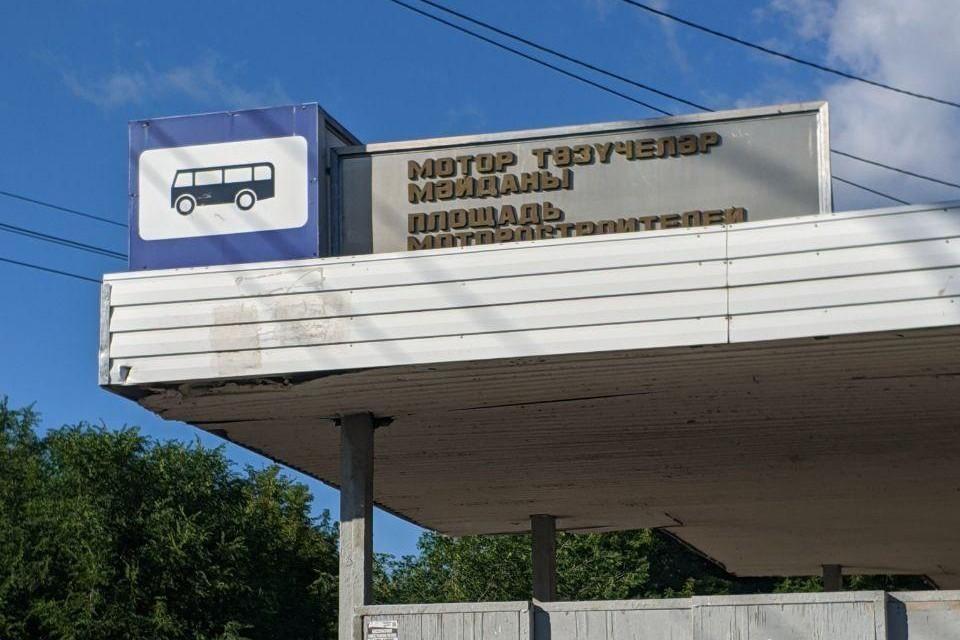 МОТОР ТӨЗҮЧЕЛӘР
МӘЙДАНЫ
ПЛОЩАДЬ
МОТОРОСТРОИТЕЛЕЙ